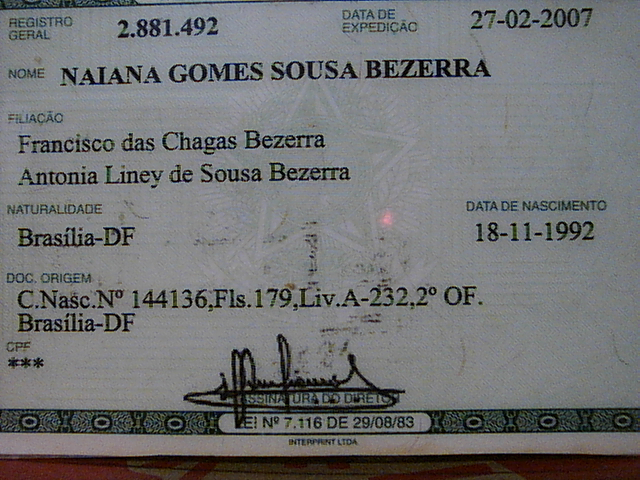 REGISTRO GERAL 2.881.492 DATA DE EXPEDIÇÃO 27-02-2007
NOME NAIANA GOMES SOUSA BEZERRA
FILIAÇÃO
Francisco das Chagas Bezerra
Antonia Liney de Sousa Bezerra
NATURALIDADE DATA DE NASCIMENTO
Brasília-DF 18-11-1992
DOC. ORIGEM
C.Nasc.Nº 144136,Fls.179,Liv.A-232,2º OF.
Brasília-DF
CPF
***
ASSINATURA DO DIRETOR
LEI Nº 7.116 DE 29/08/83
INTERPRINT LTDA